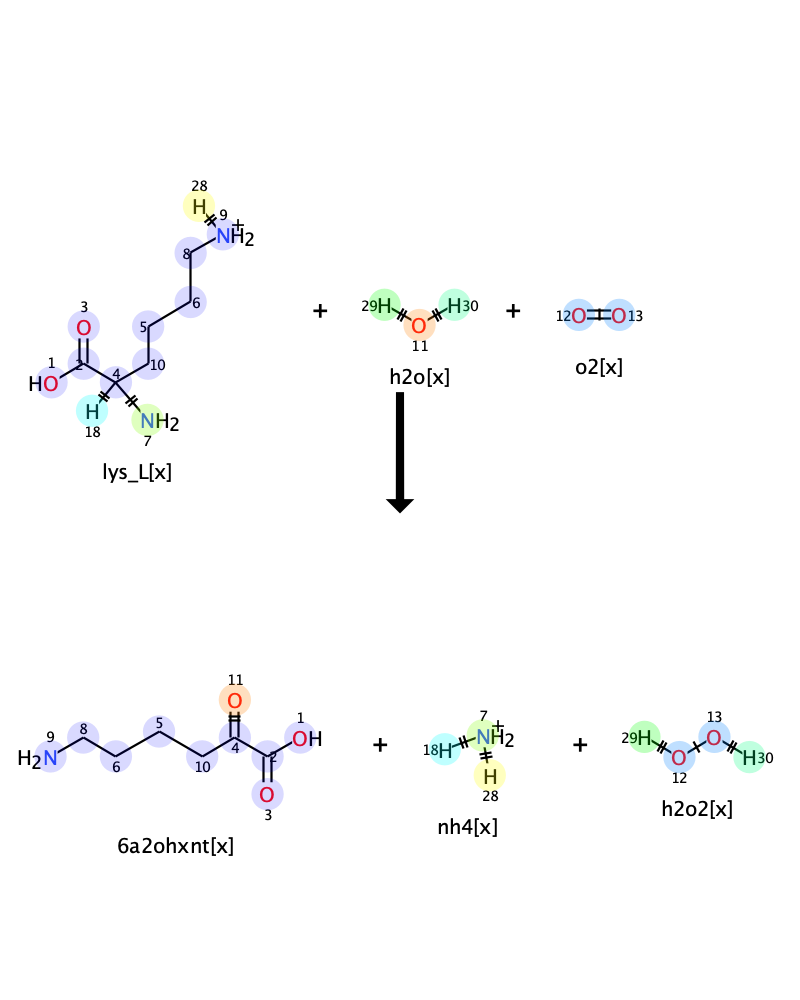 28
H
9
+
NH2
8
3
O
6
5
1
2
4
10
HO
H
NH2
18
7
lys_L[x]
+
29H
H30
O
11
h2o[x]
+
12O
O13
o2[x]
11
O
9
8
5
1
OH
H2N
6
10
4
2
O
3
6a2ohxnt[x]
+
7
+
18H
NH2
H
28
nh4[x]
+
29H
13
O
O
H30
12
h2o2[x]